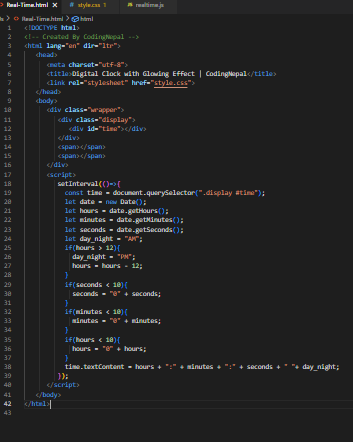 Real-Time.html # style.css 1 realtime.js
ls > Real-Time.html > html
1 <!DOCTYPE html>
2 <!-- Created By CodingNepal -->
3 <html lang="en" dir="ltr">
4 <head>
5 <meta charset="utf-8">
6 <title>Digital Clock with Glowing Effect | CodingNepal</title>
7 <link rel="stylesheet" href="style.css">
8 </head>
9 <body>
10 <div class="wrapper">
11 <div class="display">
12 <div id="time"></div>
13 </div>
14 <span></span>
15 <span></span>
16 </div>
17 <script>
18 setInterval(()=>{
19 const time = document.querySelector(".display #time");
20 let date = new Date();
21 let hours = date.getHours();
22 let minutes = date.getMinutes();
23 let seconds = date.getSeconds();
24 let day_night = "AM";
25 if(hours > 12){
26 day_night = "PM";
27 hours = hours - 12;
28 }
29 if(seconds < 10){
30 seconds = "0" + seconds;
31 }
32 if(minutes < 10){
33 minutes = "0" + minutes;
34 }
35 if(hours < 10){
36 hours = "0" + hours;
37 }
38 time.textContent = hours + ":" + minutes + ":" + seconds + " "+ day_night;
39 });
40 </script>
41 </body>
42 </html>
43